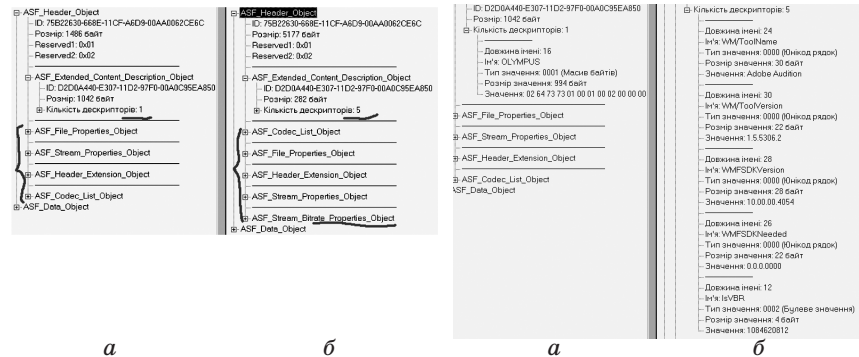 ASF_Header_Object
ID: 75B22630-668E-11CF-A6D9-00AA0062CE6C
Розмір: 1486 байт
Reserved1: 0x01
Reserved2: 0x02
ASF_Extended_Content_Description_Object
ID: D2D0A440-E307-11D2-97F0-00A0C95EA850
Розмір: 1042 байт
Кількість дескрипторів: 1
ASF_File_Properties_Object
ASF_Stream_Properties_Object
ASF_Header_Extension_Object
ASF_Codec_List_Object
ASF_Data_Object
а
ASF_Header_Object
ID: 75B22630-668E-11CF-A6D9-00AA0062CE6C
Розмір: 5177 байт
Reserved1: 0x01
Reserved2: 0x02
ASF_Extended_Content_Description_Object
ID: D2D0A440-E307-11D2-97F0-00A0C95EA850
Розмір: 282 байт
Кількість дескрипторів: 5
ASF_Codec_List_Object
ASF_File_Properties_Object
ASF_Header_Extension_Object
ASF_Stream_Properties_Object
ASF_Stream_Bitrate_Properties_Object
ASF_Data_Object
б
ID: D2D0A440-E307-11D2-97F0-00A0C95EA850
Розмір: 1042 байт
Кількість дескрипторів: 1
Довжина імені: 16
Ім'я: OLYMPUS
Тип значення: 0001 (Масив байтів)
Розмір значення: 994 байт
Значення: 02 64 73 73 01 00 01 00 02 00 00 00
ASF_File_Properties_Object
ASF_Stream_Properties_Object
ASF_Header_Extension_Object
ASF_Codec_List_Object
ASF_Data_Object
а
Кількість дескрипторів: 5
Довжина імені: 24
Ім'я: WM/ToolName
Тип значення: 0000 (Юнікод рядок)
Розмір значення: 30 байт
Значення: Adobe Audition
Довжина імені: 30
Ім'я: WM/ToolVersion
Тип значення: 0000 (Юнікод рядок)
Розмір значення: 22 байт
Значення: 1.5.5306.2
Довжина імені: 28
Ім'я: WMFSDKVersion
Тип значення: 0000 (Юнікод рядок)
Розмір значення: 28 байт
Значення: 10.00.00.4054
Довжина імені: 26
Ім'я: WMFSDKNeeded
Тип значення: 0000 (Юнікод рядок)
Розмір значення: 22 байт
Значення: 0.0.0.0000
Довжина імені: 12
Ім'я: IsVBR
Тип значення: 0002 (Булеве значення)
Розмір значення: 4 байт
Значення: 1084620812
б